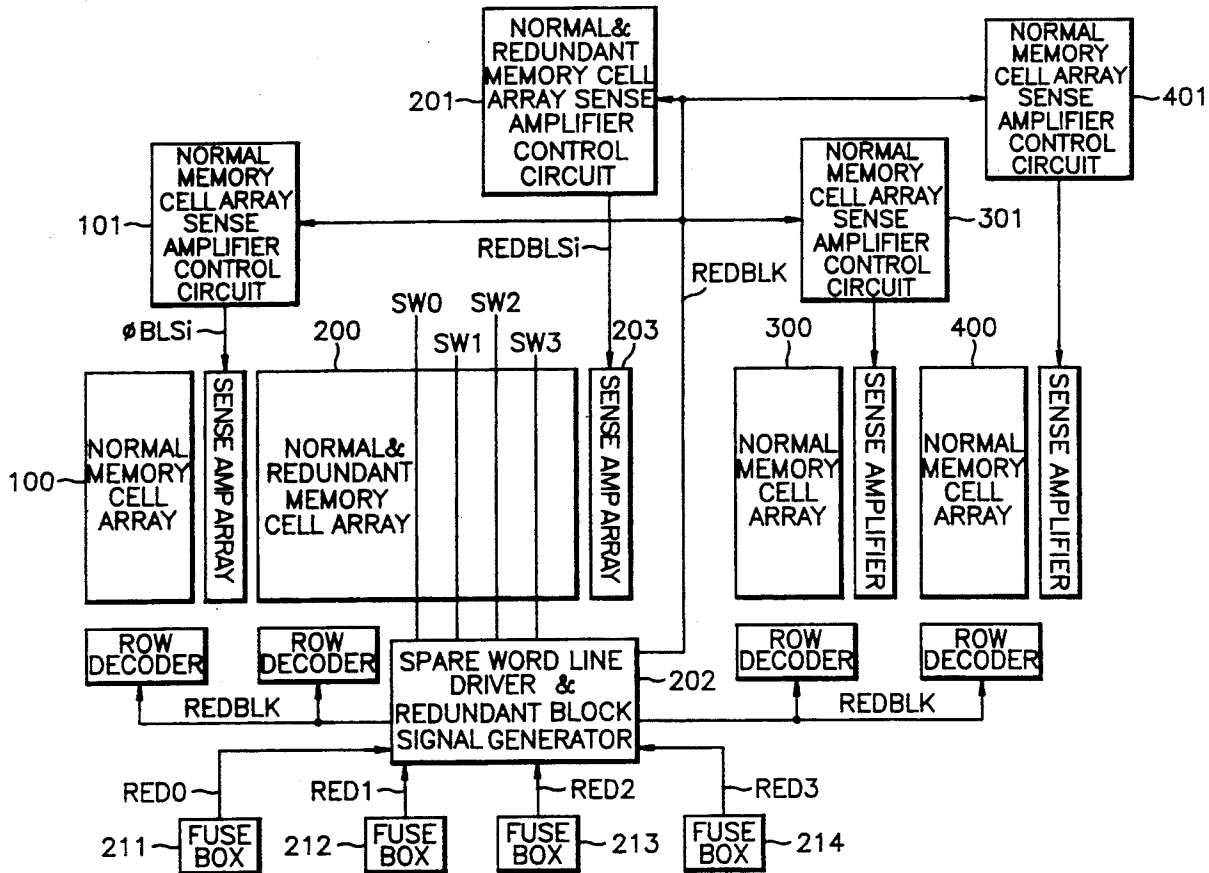 NORMAL&
REDUNDANT
MEMORY CELL
ARRAY SENSE
AMPLIFIER
CONTROL
CIRCUIT
201
NORMAL
MEMORY
CELL ARRAY
SENSE
AMPLIFIER
CONTROL
CIRCUIT
401
NORMAL
MEMORY
CELL ARRAY
SENSE
AMPLIFIER
CONTROL
CIRCUIT
101
NORMAL
MEMORY
CELL ARRAY
SENSE
AMPLIFIER
CONTROL
CIRCUIT
301
REDBLSi
REDBLK
SW0
SW2
øBLSi
200
SW1
SW3
203
300
400
100
NORMAL
MEMORY
CELL
ARRAY
SENSE AMP ARRAY
NORMAL&
REDUNDANT
MEMORY
CELL ARRAY
SENSE AMP ARRAY
NORMAL
MEMORY
CELL
ARRAY
SENSE AMPLIFIER
NORMAL
MEMORY
CELL
ARRAY
SENSE AMPLIFIER
ROW
DECODER
ROW
DECODER
SPARE WORD LINE
DRIVER &
REDUNDANT BLOCK
SIGNAL GENERATOR
202
ROW
DECODER
ROW
DECODER
REDBLK
REDBLK
RED0
RED1
RED2
RED3
211
FUSE
BOX
212
FUSE
BOX
FUSE
BOX
213
FUSE
BOX
214